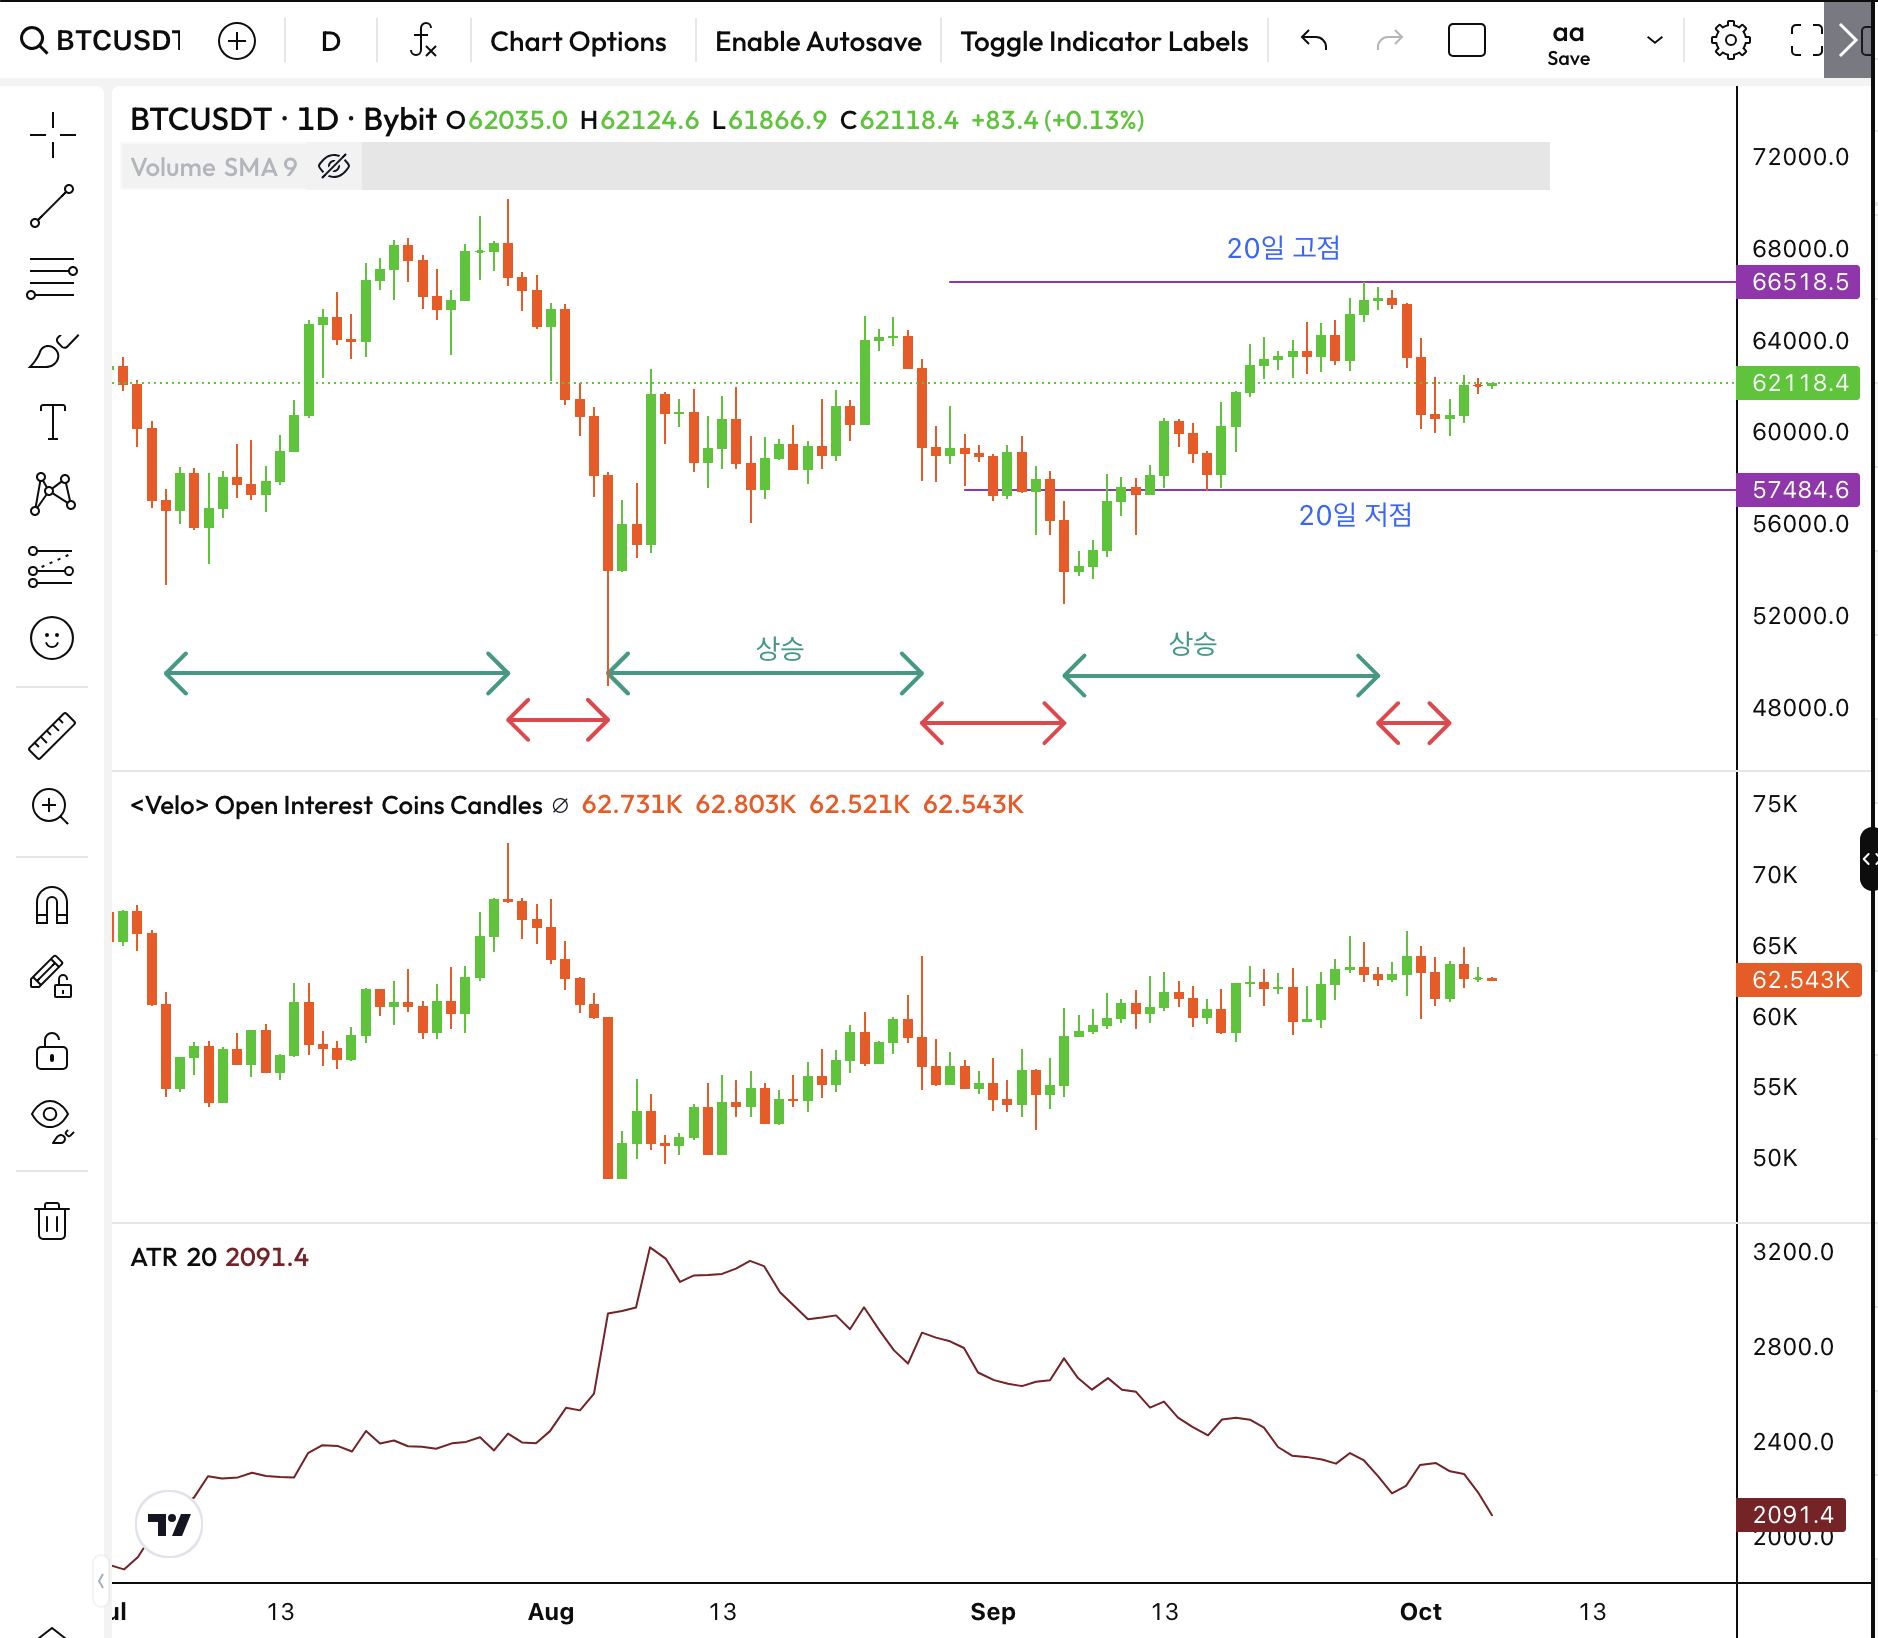 BTCUSDT
D
fx
Chart Options
Enable Autosave
Toggle Indicator Labels
aa
Save
BTCUSDT · 1D · Bybit O62035.0 H62124.6 L61866.9 C62118.4 +83.4 (+0.13%)
Volume SMA 9
72000.0
20일 고점
68000.0
66518.5
64000.0
62118.4
60000.0
57484.6
20일 저점
56000.0
52000.0
상승
상승
48000.0
<Velo> Open Interest Coins Candles ∅ 62.731K 62.803K 62.521K 62.543K
75K
70K
65K
62.543K
60K
55K
50K
ATR 20 2091.4
3200.0
2800.0
2400.0
2091.4
2000.0
ul 13 Aug 13 Sep 13 Oct 13